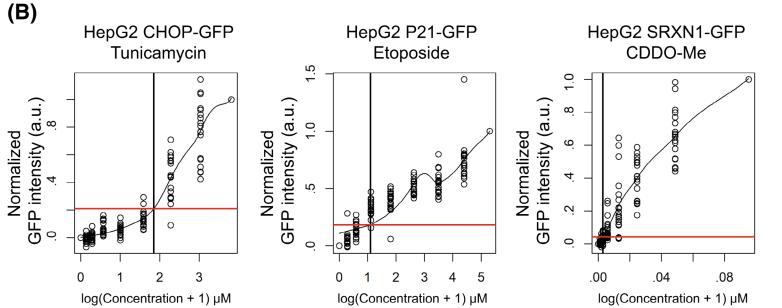 (B)
HepG2 CHOP-GFP
Tunicamycin
HepG2 P21-GFP
Etoposide
HepG2 SRXN1-GFP
CDDO-Me
Normalized
GFP intensity (a.u.)
.0 .4 .8
0 1 2 3
log(Concentration + 1) μM
Normalized
GFP intensity (a.u.)
.0 .5 1.0 1.5
0 1 2 3 4 5
log(Concentration + 1) μM
Normalized
GFP intensity (a.u.)
.0 .2 .4 .6 .8 1.0
.00 .04 .08
log(Concentration + 1) μM